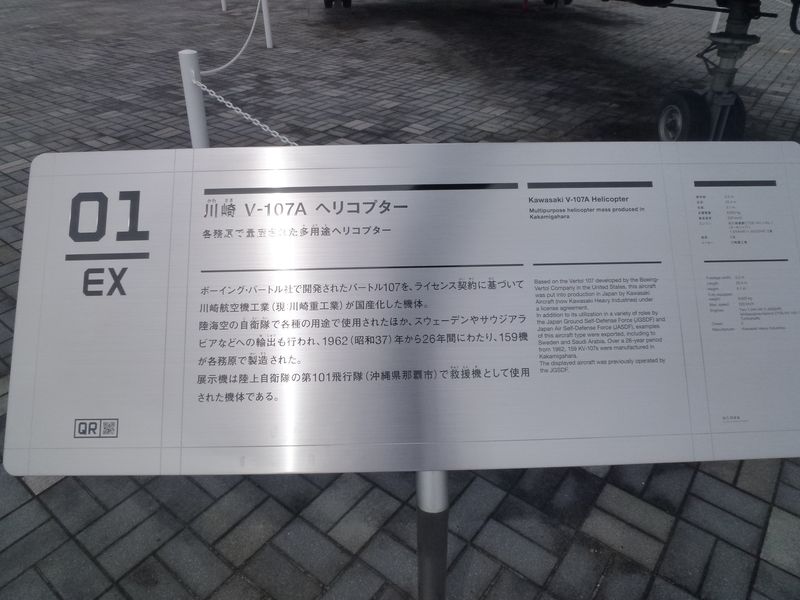 01
EX
QR
かわ さき
川崎 V-107A ヘリコプター
各務原で量産された多用途ヘリコプター
ボーイング・バートル社で開発されたバートル107を、ライセンス契約に基づいて
川崎航空機工業(現:川崎重工業)が国産化した機体。
陸海空の自衛隊で各種の用途で使用されたほか、スウェーデンやサウジアラ
ビアなどへの輸出も行われ、1962(昭和37)年から26年間にわたり、159機
が各務原で製造された。
展示機は陸上自衛隊の第101飛行隊(沖縄県那覇市)で救援機として使用
された機体である。
Kawasaki V-107A Helicopter
Multipurpose helicopter mass produced in
Kakamigahara
Based on the Vertol 107 developed by the Boeing-
Vertol Company in the United States, this aircraft
was put into production in Japan by Kawasaki
Aircraft (now Kawasaki Heavy Industries) under
a license agreement.
In addition to its utilization in a variety of roles by
the Japan Ground Self-Defense Force (JGSDF) and
Japan Air Self-Defense Force (JASDF), examples
of this aircraft type were exported, including to
Sweden and Saudi Arabia. Over a 26-year period
from 1962, 159 KV-107s were manufactured in
Kakamigahara.
The displayed aircraft was previously operated by
the JGSDF.
Length
Height
weight
Engines
Manufacturer Kawasaki Heavy Industries